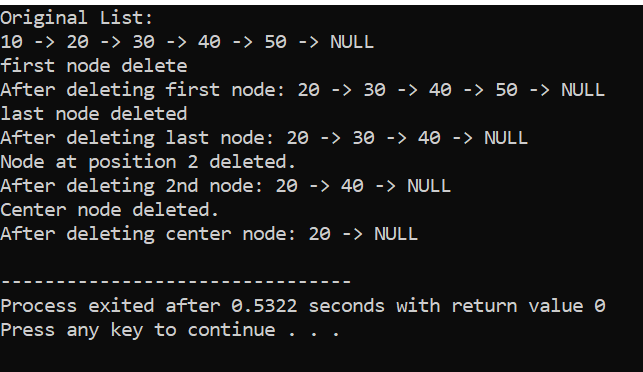 Original List:
10 -> 20 -> 30 -> 40 -> 50 -> NULL
first node delete
After deleting first node: 20 -> 30 -> 40 -> 50 -> NULL
last node deleted
After deleting last node: 20 -> 30 -> 40 -> NULL
Node at position 2 deleted.
After deleting 2nd node: 20 -> 40 -> NULL
Center node deleted.
After deleting center node: 20 -> NULL
--------------------------------
Process exited after 0.5322 seconds with return value 0
Press any key to continue . . .